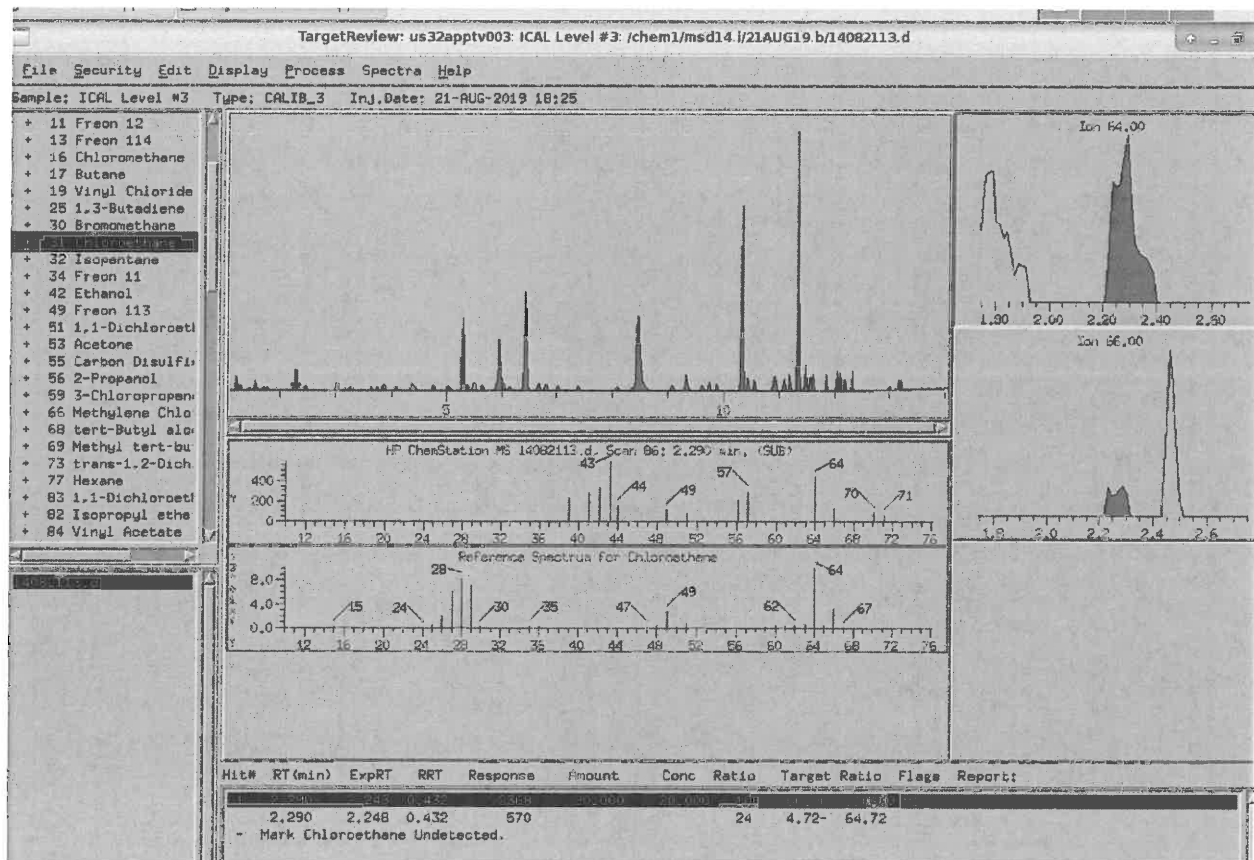 TargetReview: us32apptv003: ICAL Level #3: /chem1/msd14.i/21AUG19.b/14082113.d
File Security Edit Display Process Spectra Help
Sample: ICAL Level #3 Type: CALIB_3 Inj.Date: 21-AUG-2019 18:25
+ 11 Freon 12
+ 13 Freon 114
+ 16 Chloromethane
+ 17 Butane
+ 19 Vinyl Chloride
+ 25 1,3-Butadiene
+ 30 Bromomethane
31 Chloroethane
+ 32 Isopentane
+ 34 Freon 11
+ 42 Ethanol
+ 49 Freon 113
+ 51 1,1-Dichloroetl
+ 53 Acetone
+ 55 Carbon Disulfi
+ 56 2-Propanol
+ 59 3-Chloropropen
+ 66 Methylene Chlo
+ 68 tert-Butyl alc
+ 69 Methyl tert-bu
+ 73 trans-1,2-Dich
+ 77 Hexane
+ 83 1,1-Dichloroetl
+ 82 Isopropyl ethe
+ 84 Vinyl Acetate
5 10
Ion 64.00
1.90 2.00 2.20 2.40 2.60
Ion 66.00
1.8 2.0 2.2 2.4 2.6
HP ChemStation MS 14082113.d, Scan 86: 2.290 min. (SUB)
43 44 49 57 64 70 71
400
200
0
12 16 20 24 28 32 36 40 44 48 52 56 60 64 68 72 76
Reference Spectrum for Chloroethane
28 64
15 24 30 35 47 49 62 67
8.0
4.0
0.0
12 16 20 24 28 32 36 40 44 48 52 56 60 64 68 72 76
Hit# RT(min) ExpRT RRT Response Amount Conc Ratio Target Ratio Flags Report:
2.290 2.248 0.432 570 24 4.72- 64.72
- Mark Chloroethane Undetected.